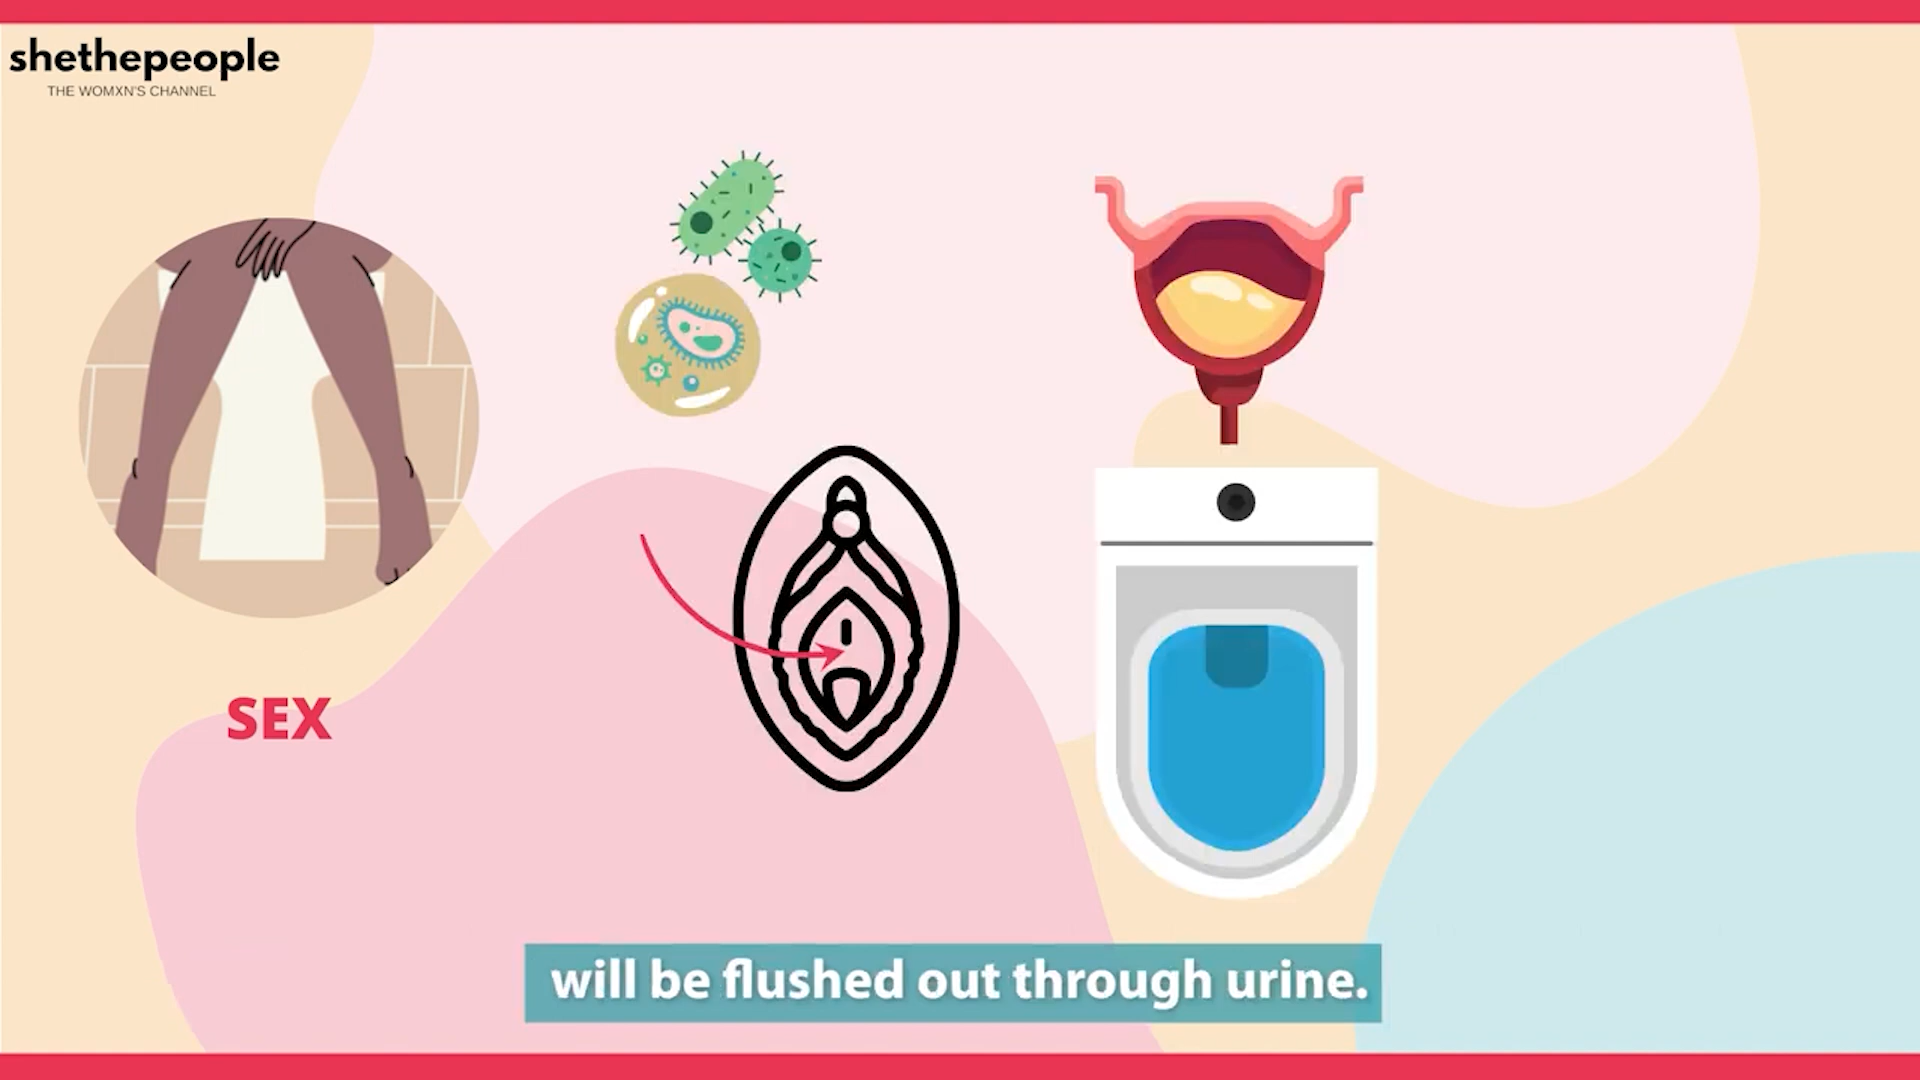 shethepeople
THE WOMXN'S CHANNEL
SEX
will be flushed out through urine.